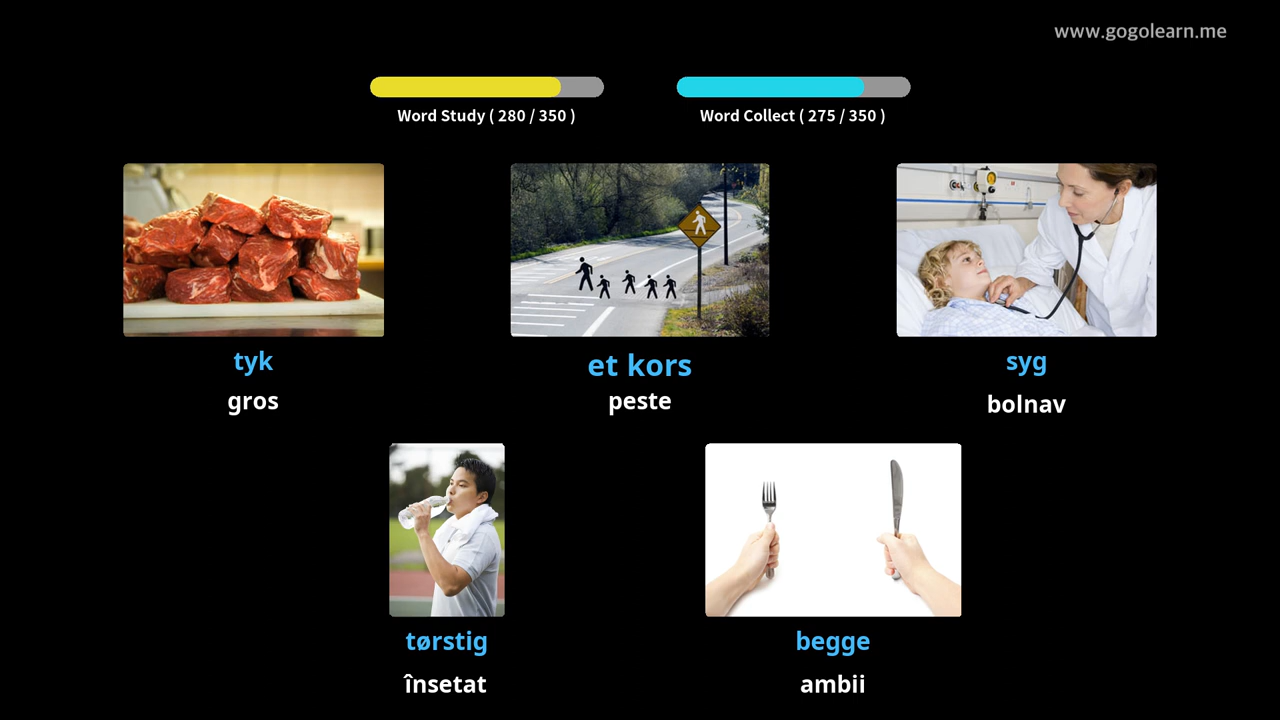 www.gogolearn.me
Word Study ( 280 / 350 )
Word Collect ( 275 / 350 )
tyk
gros
et kors
peste
syg
bolnav
tørstig
însetat
begge
ambii